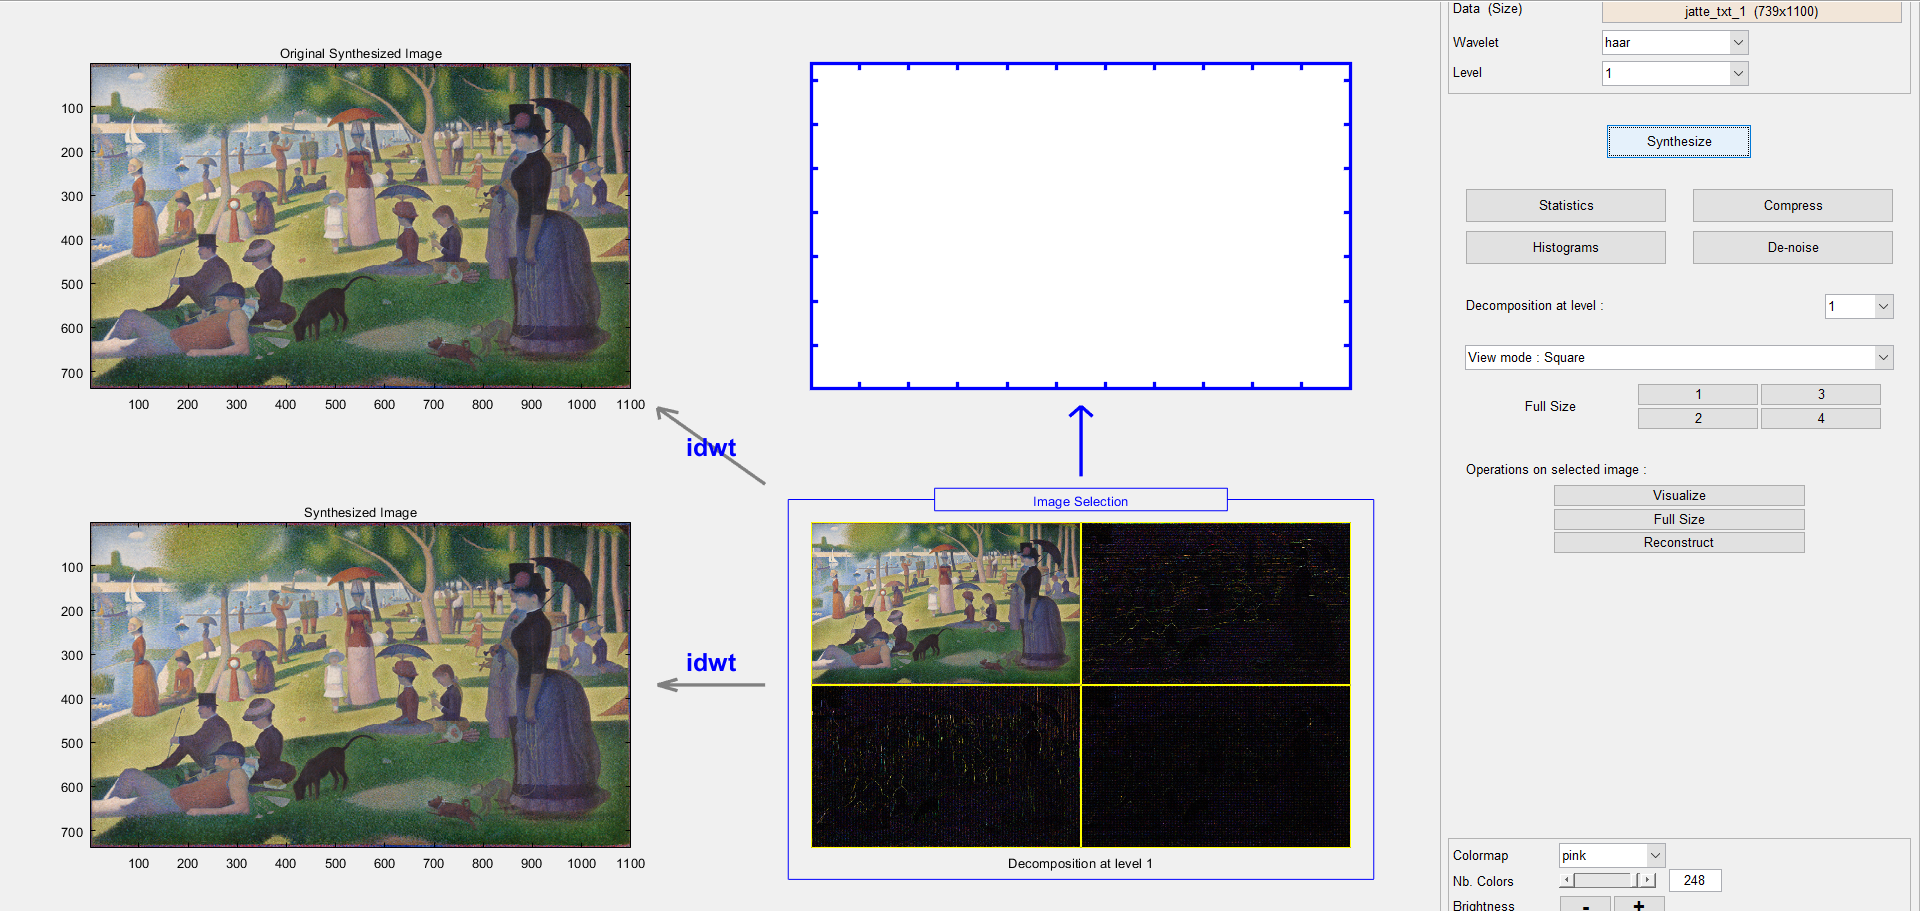 Data (Size)
jatte_txt_1 (739x1100)
Wavelet
haar
Level
1
Synthesize
Statistics
Compress
Histograms
De-noise
Decomposition at level :
1
View mode : Square
Full Size
1
3
2
4
Operations on selected image :
Visualize
Full Size
Reconstruct
Colormap
pink
Nb. Colors
248
Brightness
-
+
Original Synthesized Image
100
200
300
400
500
600
700
100 200 300 400 500 600 700 800 900 1000 1100
idwt
Synthesized Image
100
200
300
400
500
600
700
100 200 300 400 500 600 700 800 900 1000 1100
idwt
Image Selection
Decomposition at level 1